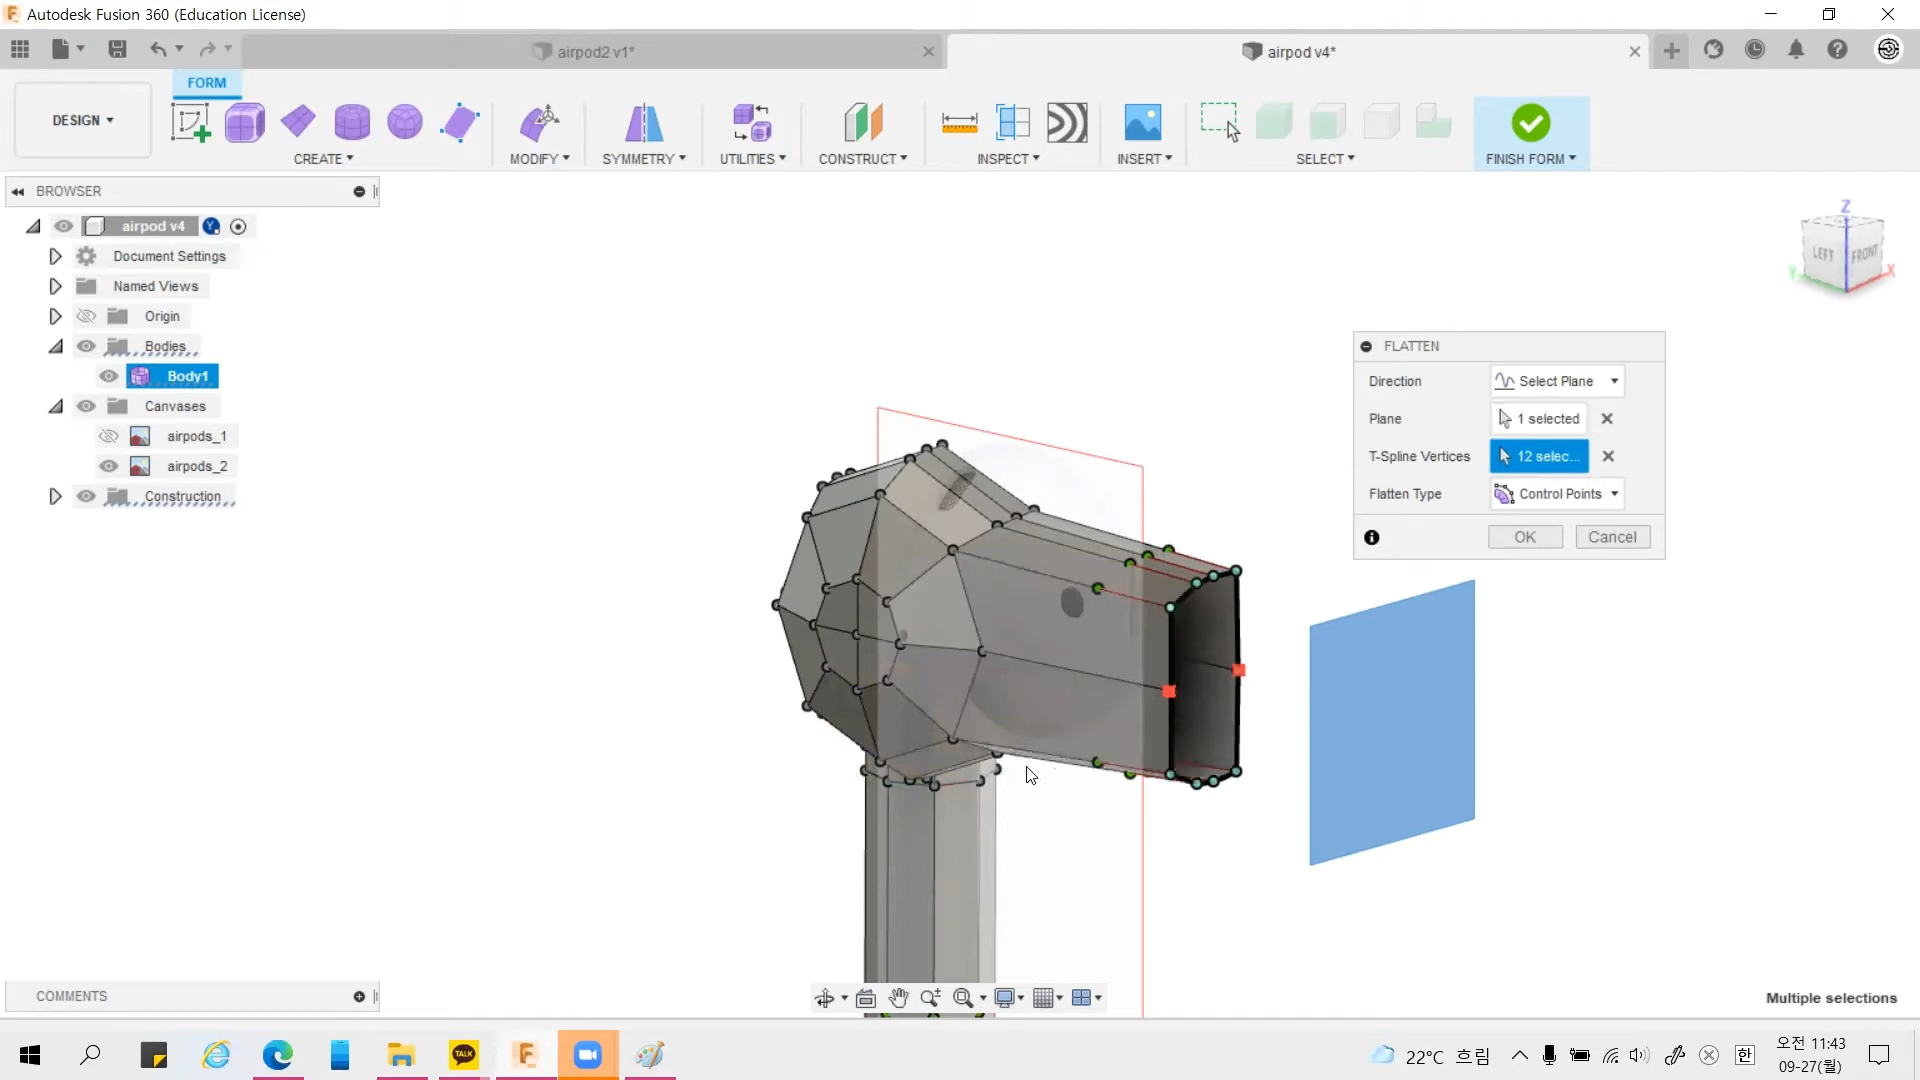 Autodesk Fusion 360 (Education License)
airpod2 v1*
airpod v4*
FORM
DESIGN
CREATE
MODIFY
SYMMETRY
UTILITIES
CONSTRUCT
INSPECT
INSERT
SELECT
FINISH FORM
BROWSER
airpod v4
Document Settings
Named Views
Origin
Bodies
Body1
Canvases
airpods_1
airpods_2
Construction
Z
LEFT
FRONT
Y
X
FLATTEN
Direction
Select Plane
Plane
1 selected
T-Spline Vertices
12 selec...
Flatten Type
Control Points
OK
Cancel
COMMENTS
Multiple selections
TALK
22°C 흐림
한
오전 11:43
09-27(월)